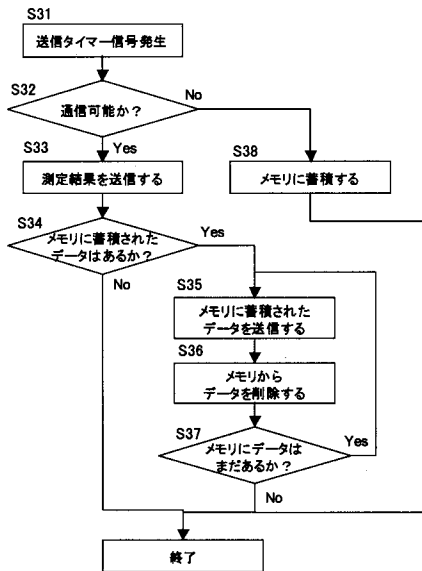 S31
送信タイマー信号発生
S32
通信可能か?
No
Yes
S33
測定結果を送信する
S38
メモリに蓄積する
S34
メモリに蓄積された
データはあるか?
Yes
No
S35
メモリに蓄積された
データを送信する
S36
メモリから
データを削除する
S37
メモリにデータは
まだあるか?
Yes
No
終了